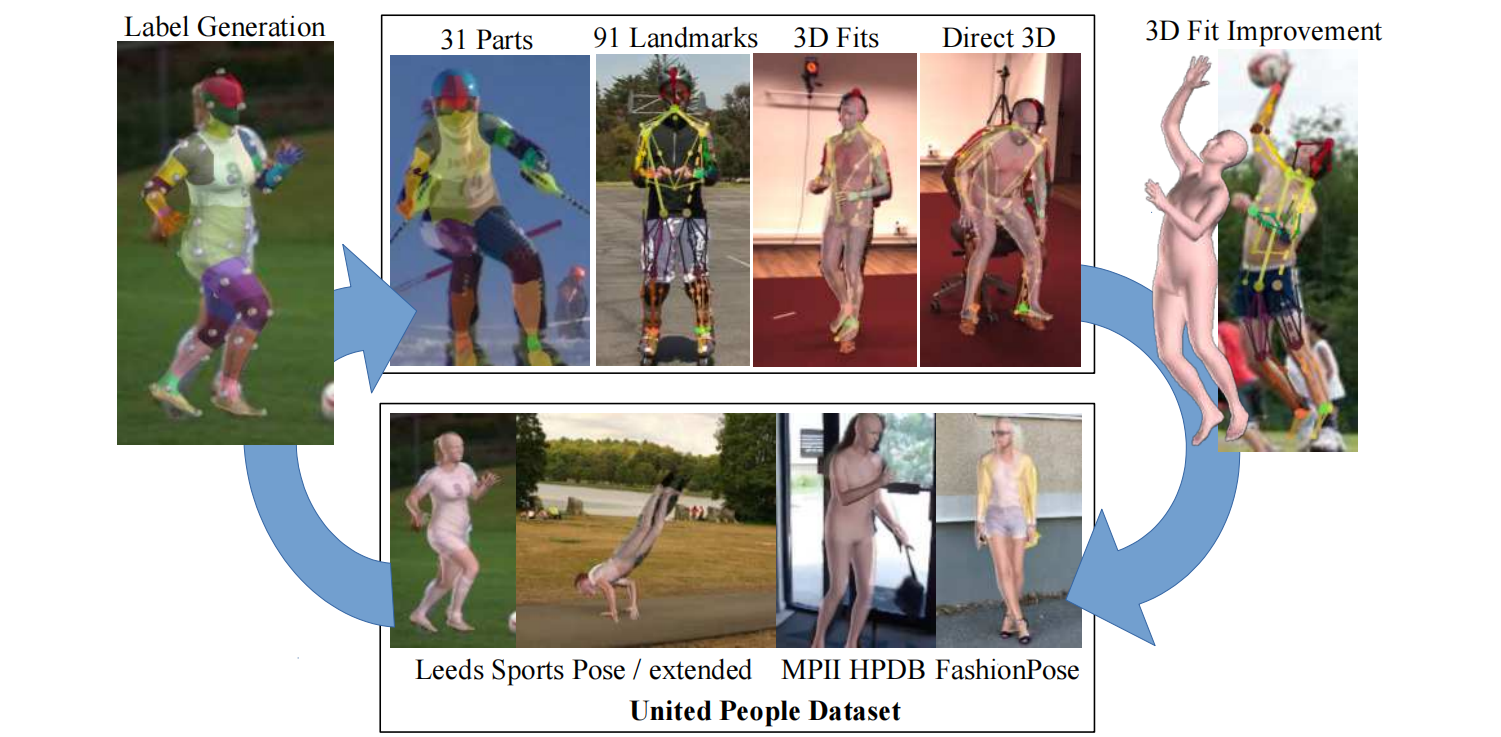 Label Generation
31 Parts
91 Landmarks
3D Fits
Direct 3D
3D Fit Improvement
Leeds Sports Pose / extended
MPII HPDB
FashionPose
United People Dataset